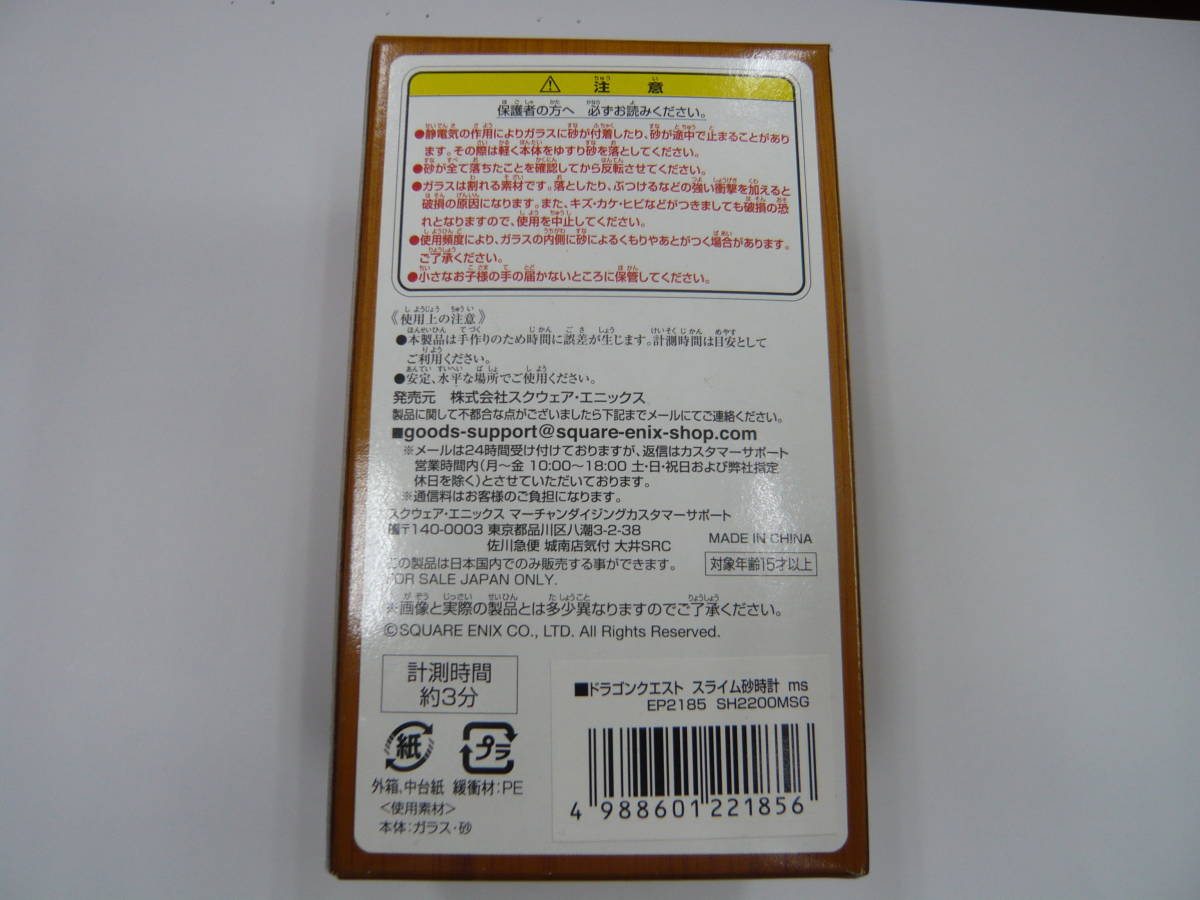 注意
保護者の方へ 必ずお読みください。
●静電気の作用によりガラスに砂が付着したり、砂が途中で止まることがあり
ます。その際は軽く本体をゆすり砂を落としてください。
●砂が全て落ちたことを確認してから反転させてください。
●ガラスは割れる素材です。落としたり、ぶつけるなどの強い衝撃を加えると
破損の原因になります。また、キズ・カケ・ヒビなどがつきましても破損の恐
れとなりますので、使用を中止してください。
●使用頻度により、ガラスの内側に砂によるくもりやあとがつく場合があります。
ご了承ください。
●小さなお子様の手の届かないところに保管してください。
《使用上の注意》
●本製品は手作りのため時間に誤差が生じます。計測時間は目安として
ご利用ください。
●安定、水平な場所でご使用ください。
発売元 株式会社スクウェア・エニックス
製品に関して不都合な点がございましたら下記までメールにてご連絡ください。
■goods-support@square-enix-shop.com
※メールは24時間受け付けておりますが、返信はカスタマーサポート
営業時間内(月〜金 10:00〜18:00 土・日・祝日および弊社指定
休日を除く)とさせていただいております。
※通信料はお客様のご負担になります。
スクウェア・エニックス マーチャンダイジングカスタマーサポート
〒140-0003 東京都品川区八潮3-2-38
佐川急便 城南店気付 大井SRC
MADE IN CHINA
この製品は日本国内でのみ販売する事ができます。
対象年齢15才以上
FOR SALE JAPAN ONLY.
※画像と実際の製品とは多少異なりますのでご了承ください。
©SQUARE ENIX CO., LTD. All Rights Reserved.
計測時間
約3分
■ドラゴンクエスト スライム砂時計 ms
EP2185 SH2200MSG
紙
プラ
外箱、中台紙 緩衝材:PE
<使用素材>
本体:ガラス・砂
4 988601 221856